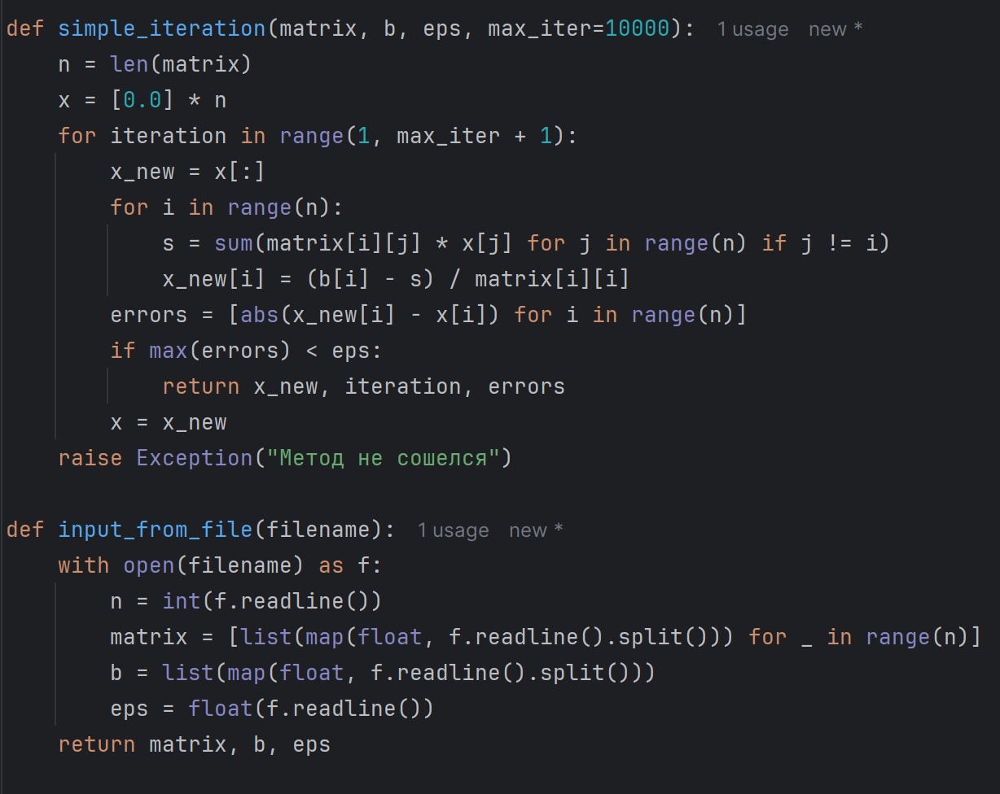 def simple_iteration(matrix, b, eps, max_iter=10000):  1 usage  new *
    n = len(matrix)
    x = [0.0] * n
    for iteration in range(1, max_iter + 1):
        x_new = x[:]
        for i in range(n):
            s = sum(matrix[i][j] * x[j] for j in range(n) if j != i)
            x_new[i] = (b[i] - s) / matrix[i][i]
        errors = [abs(x_new[i] - x[i]) for i in range(n)]
        if max(errors) < eps:
            return x_new, iteration, errors
        x = x_new
    raise Exception("Метод не сошелся")

def input_from_file(filename):  1 usage  new *
    with open(filename) as f:
        n = int(f.readline())
        matrix = [list(map(float, f.readline().split())) for _ in range(n)]
        b = list(map(float, f.readline().split()))
        eps = float(f.readline())
    return matrix, b, eps